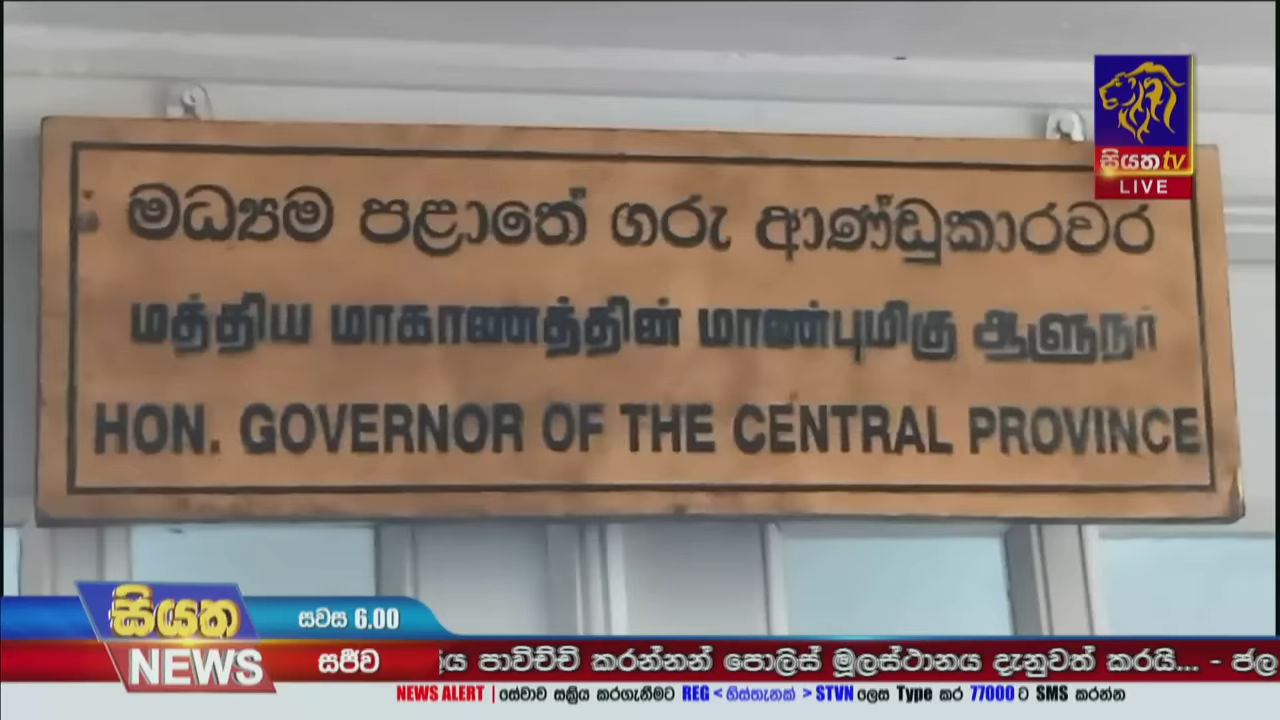 සියත tv
LIVE
මධ්‍යම පළාතේ ගරු ආණ්ඩුකාරවර
மத்திய மாகாணத்தின் மாண்புமிகு ஆளுநர்
HON. GOVERNOR OF THE CENTRAL PROVINCE
සියත
NEWS
සවස 6.00
සජීව
පාවිච්චි කරන්නන් පොලිස් මූලස්ථානය දැනුවත් කරයි... - ජල
NEWS ALERT | සේවාව සක්‍රිය කරගැනීමට REG < හිස්තැනක් > STVN ලෙස Type කර 77000 ට SMS කරන්න